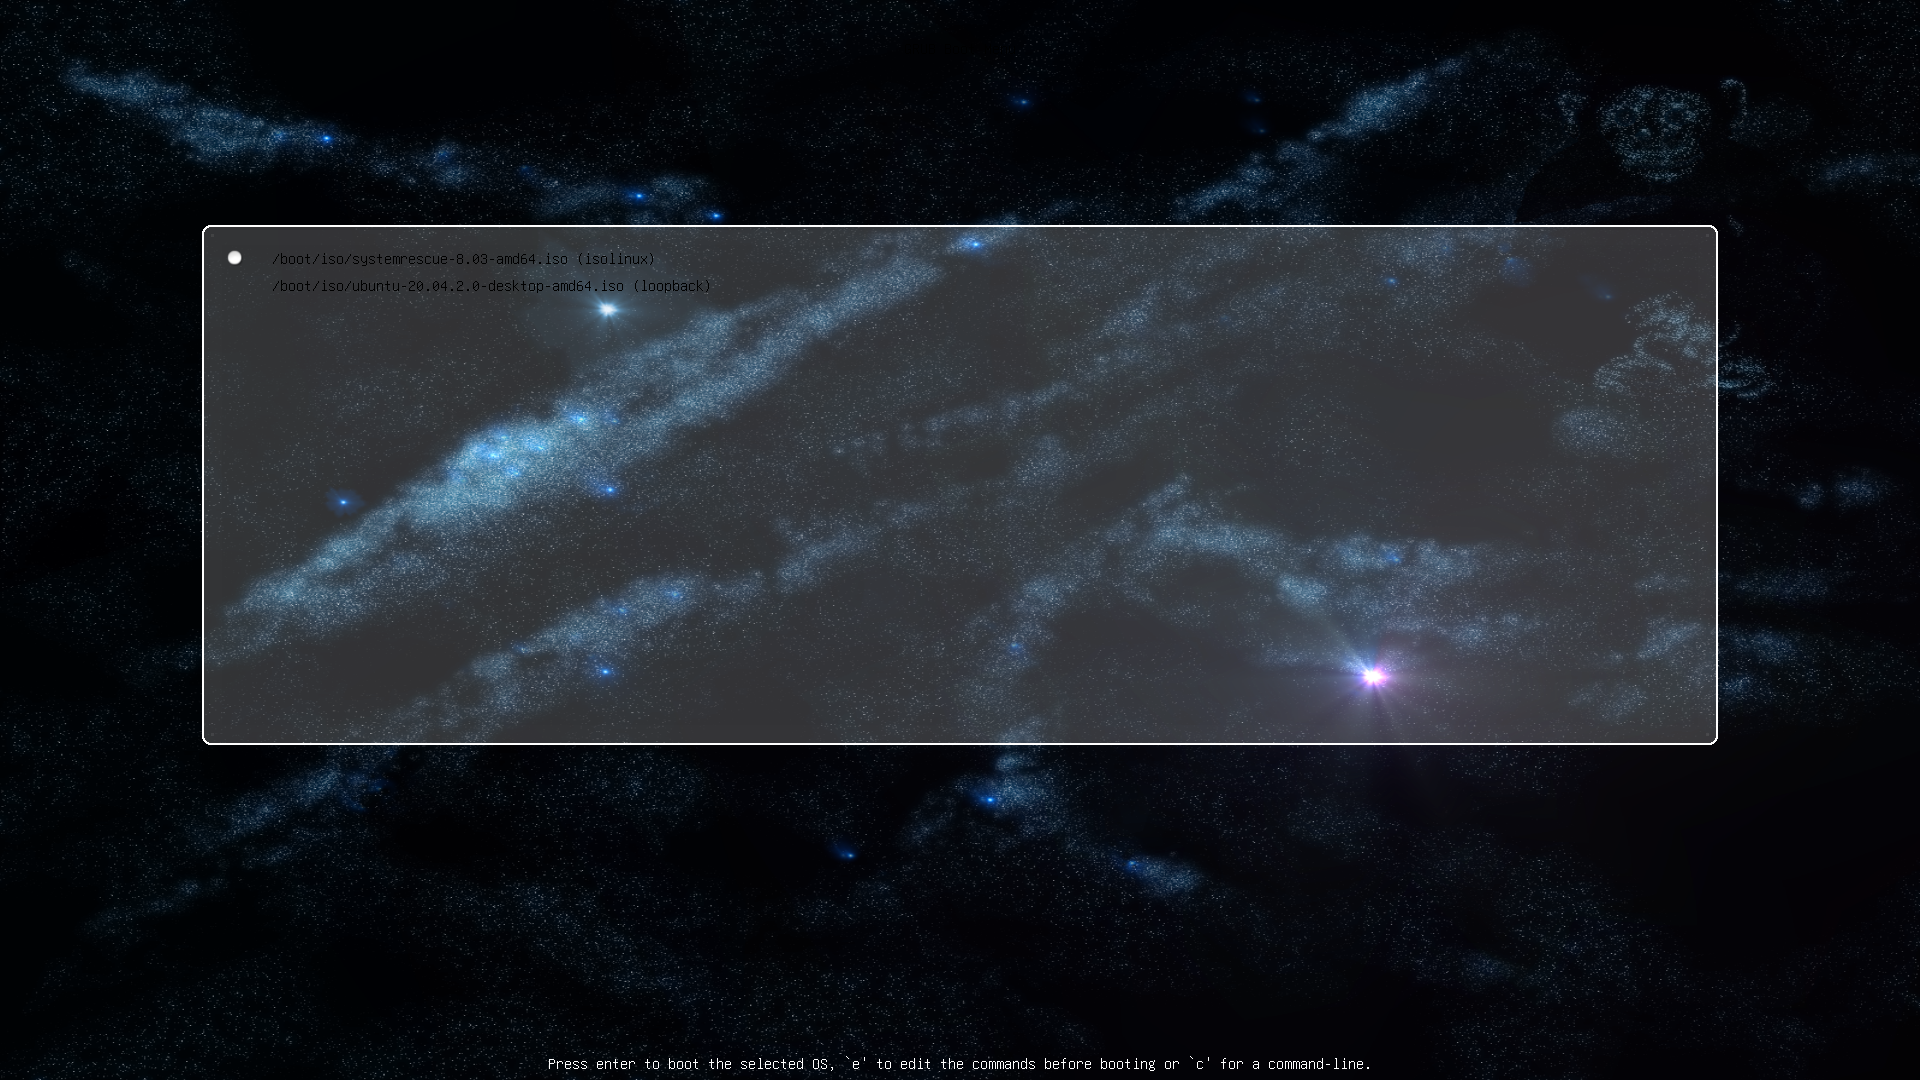 /boot/iso/systemrescue-8.03-amd64.iso (isolinux)
/boot/iso/ubuntu-20.04.2.0-desktop-amd64.iso (loopback)
Press enter to boot the selected OS, `e' to edit the commands before booting or `c' for a command-line.